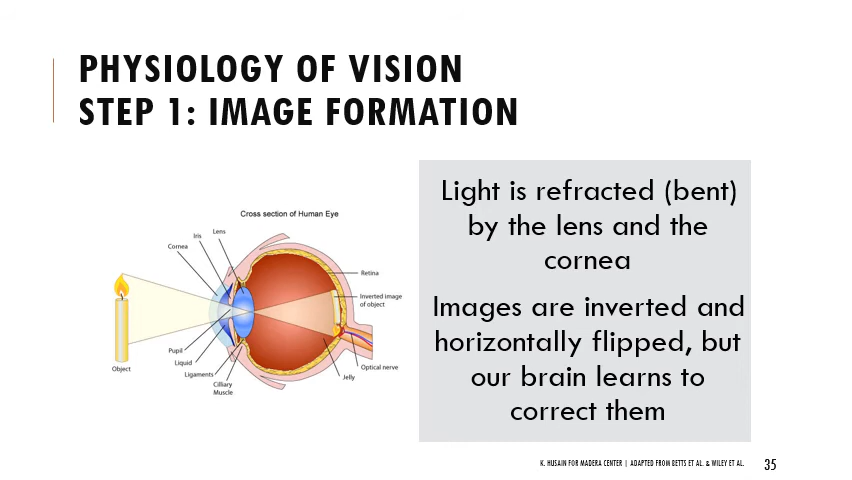 PHYSIOLOGY OF VISION
STEP 1: IMAGE FORMATION
Cross section of Human Eye
Lens
Iris
Cornea
Retina
Inverted image
of object
Pupil
Liquid
Ligaments
Cilliary
Muscle
Object
Optical nerve
Jelly
Light is refracted (bent)
by the lens and the
cornea
Images are inverted and
horizontally flipped, but
our brain learns to
correct them
K. HUSAIN FOR MADERA CENTER | ADAPTED FROM BETTS ET AL. & WILEY ET AL.
35